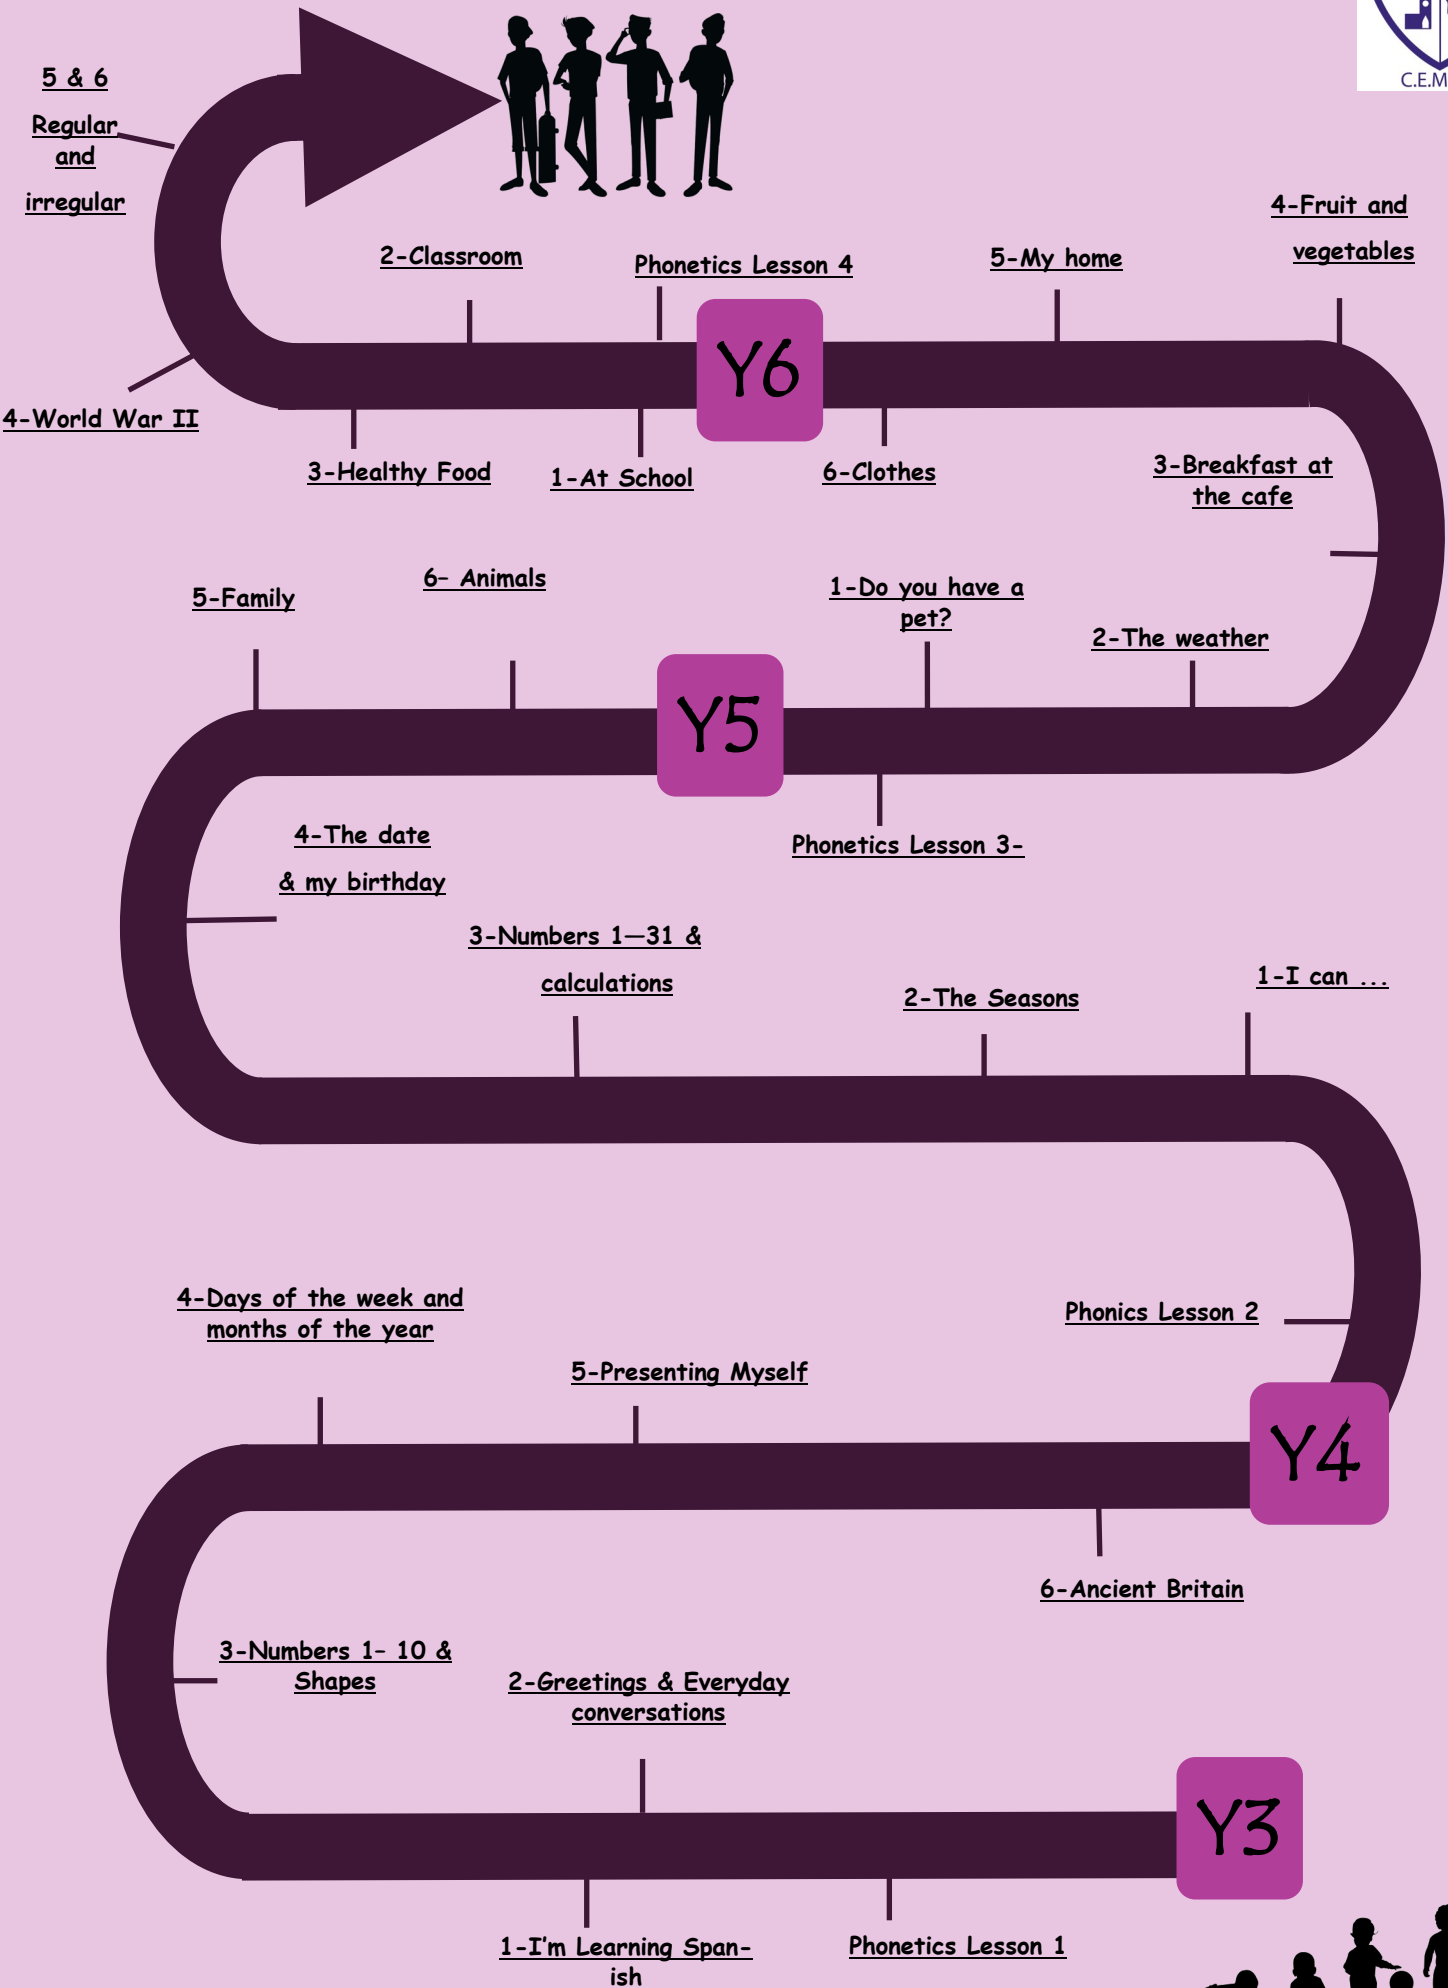 C.E.M
5 & 6
Regular
and
irregular
4-Fruit and
vegetables
2-Classroom
Phonetics Lesson 4
5-My home
Y6
4-World War II
3-Healthy Food
1-At School
6-Clothes
3-Breakfast at
the cafe
5-Family
6- Animals
1-Do you have a
pet?
2-The weather
Y5
4-The date
& my birthday
Phonetics Lesson 3-
3-Numbers 1—31 &
calculations
2-The Seasons
1-I can ...
4-Days of the week and
months of the year
5-Presenting Myself
Phonics Lesson 2
Y4
6-Ancient Britain
3-Numbers 1- 10 &
Shapes
2-Greetings & Everyday
conversations
Y3
1-I'm Learning Span-
ish
Phonetics Lesson 1